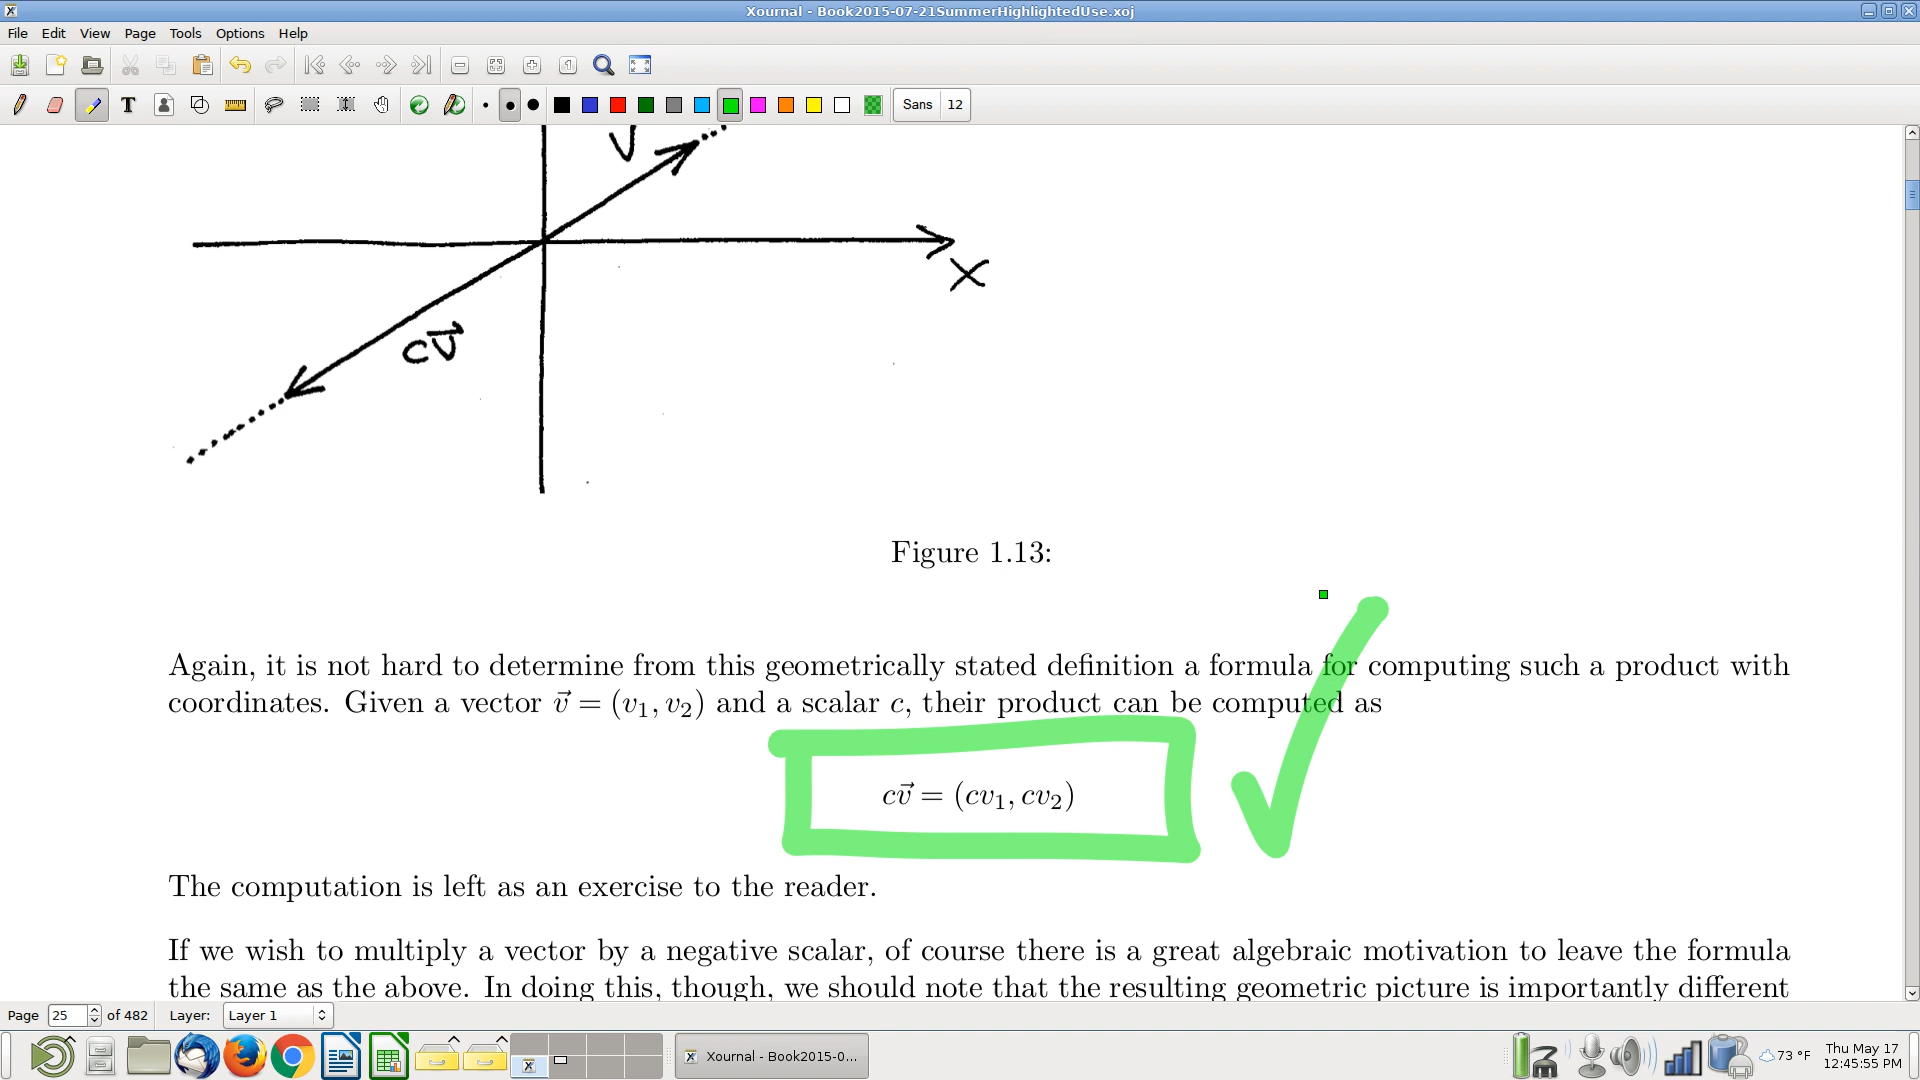 Xournal - Book2015-07-21SummerHighlightedUse.xoj
File Edit View Page Tools Options Help
Sans 12
v
X
cv⃗
Figure 1.13:
Again, it is not hard to determine from this geometrically stated definition a formula for computing such a product with
coordinates. Given a vector v⃗ = (v₁, v₂) and a scalar c, their product can be computed as
cv⃗ = (cv₁, cv₂)
The computation is left as an exercise to the reader.
If we wish to multiply a vector by a negative scalar, of course there is a great algebraic motivation to leave the formula
the same as the above. In doing this, though, we should note that the resulting geometric picture is importantly different
Page 25 of 482 Layer: Layer 1
Xournal - Book2015-0...
73 °F
Thu May 17
12:45:55 PM